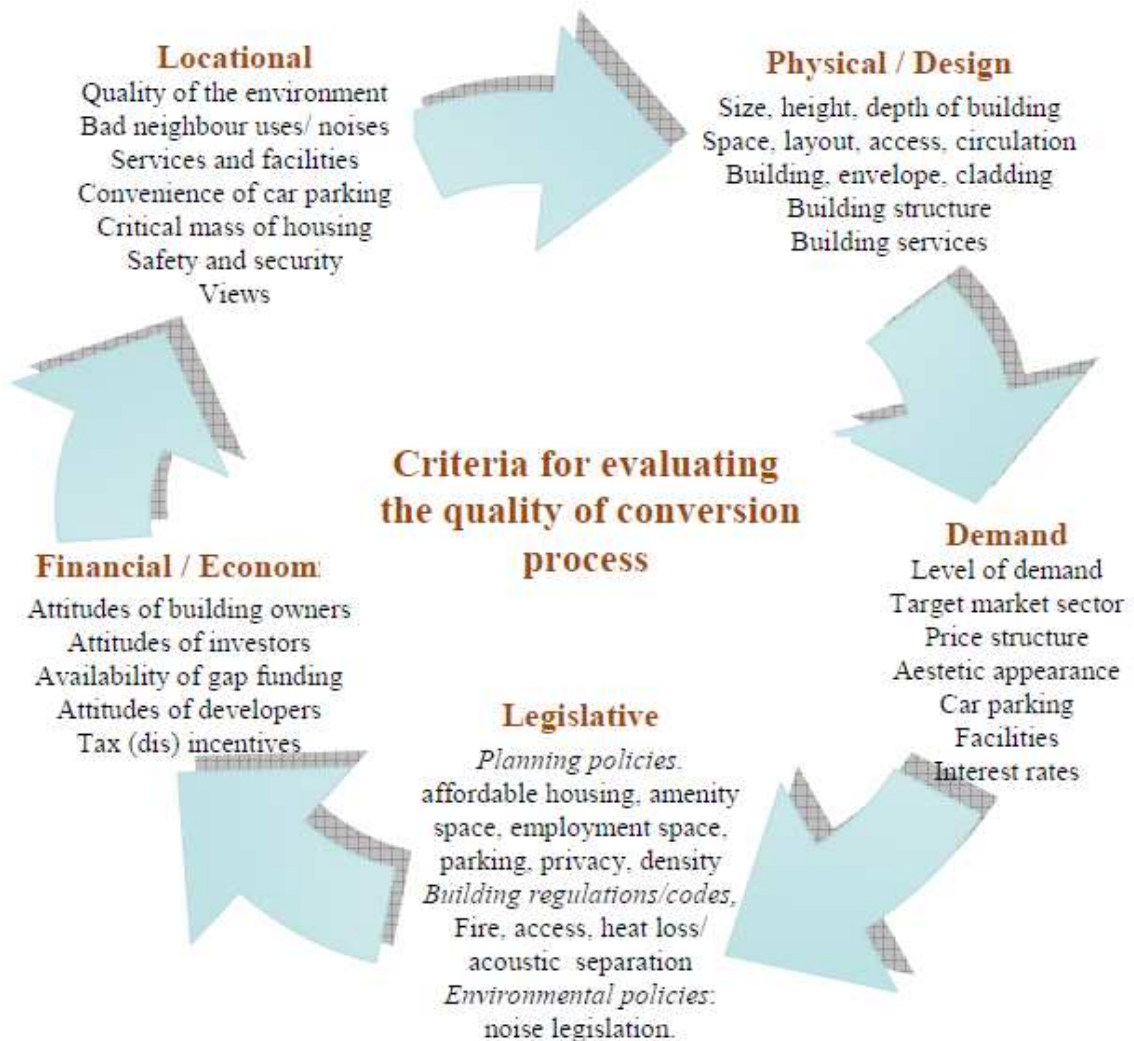 Locational
Quality of the environment
Bad neighbour uses/ noises
Services and facilities
Convenience of car parking
Critical mass of housing
Safety and security
Views
Physical / Design
Size, height, depth of building
Space, layout, access, circulation
Building, envelope, cladding
Building structure
Building services
Criteria for evaluating
the quality of conversion
process
Demand
Level of demand
Target market sector
Price structure
Aestetic appearance
Car parking
Facilities
Interest rates
Legislative
Planning policies.
affordable housing, amenity
space, employment space,
parking, privacy, density
Building regulations/codes,
Fire, access, heat loss/
acoustic separation
Environmental policies:
noise legislation.
Financial / Econom
Attitudes of building owners
Attitudes of investors
Availability of gap funding
Attitudes of developers
Tax (dis) incentives